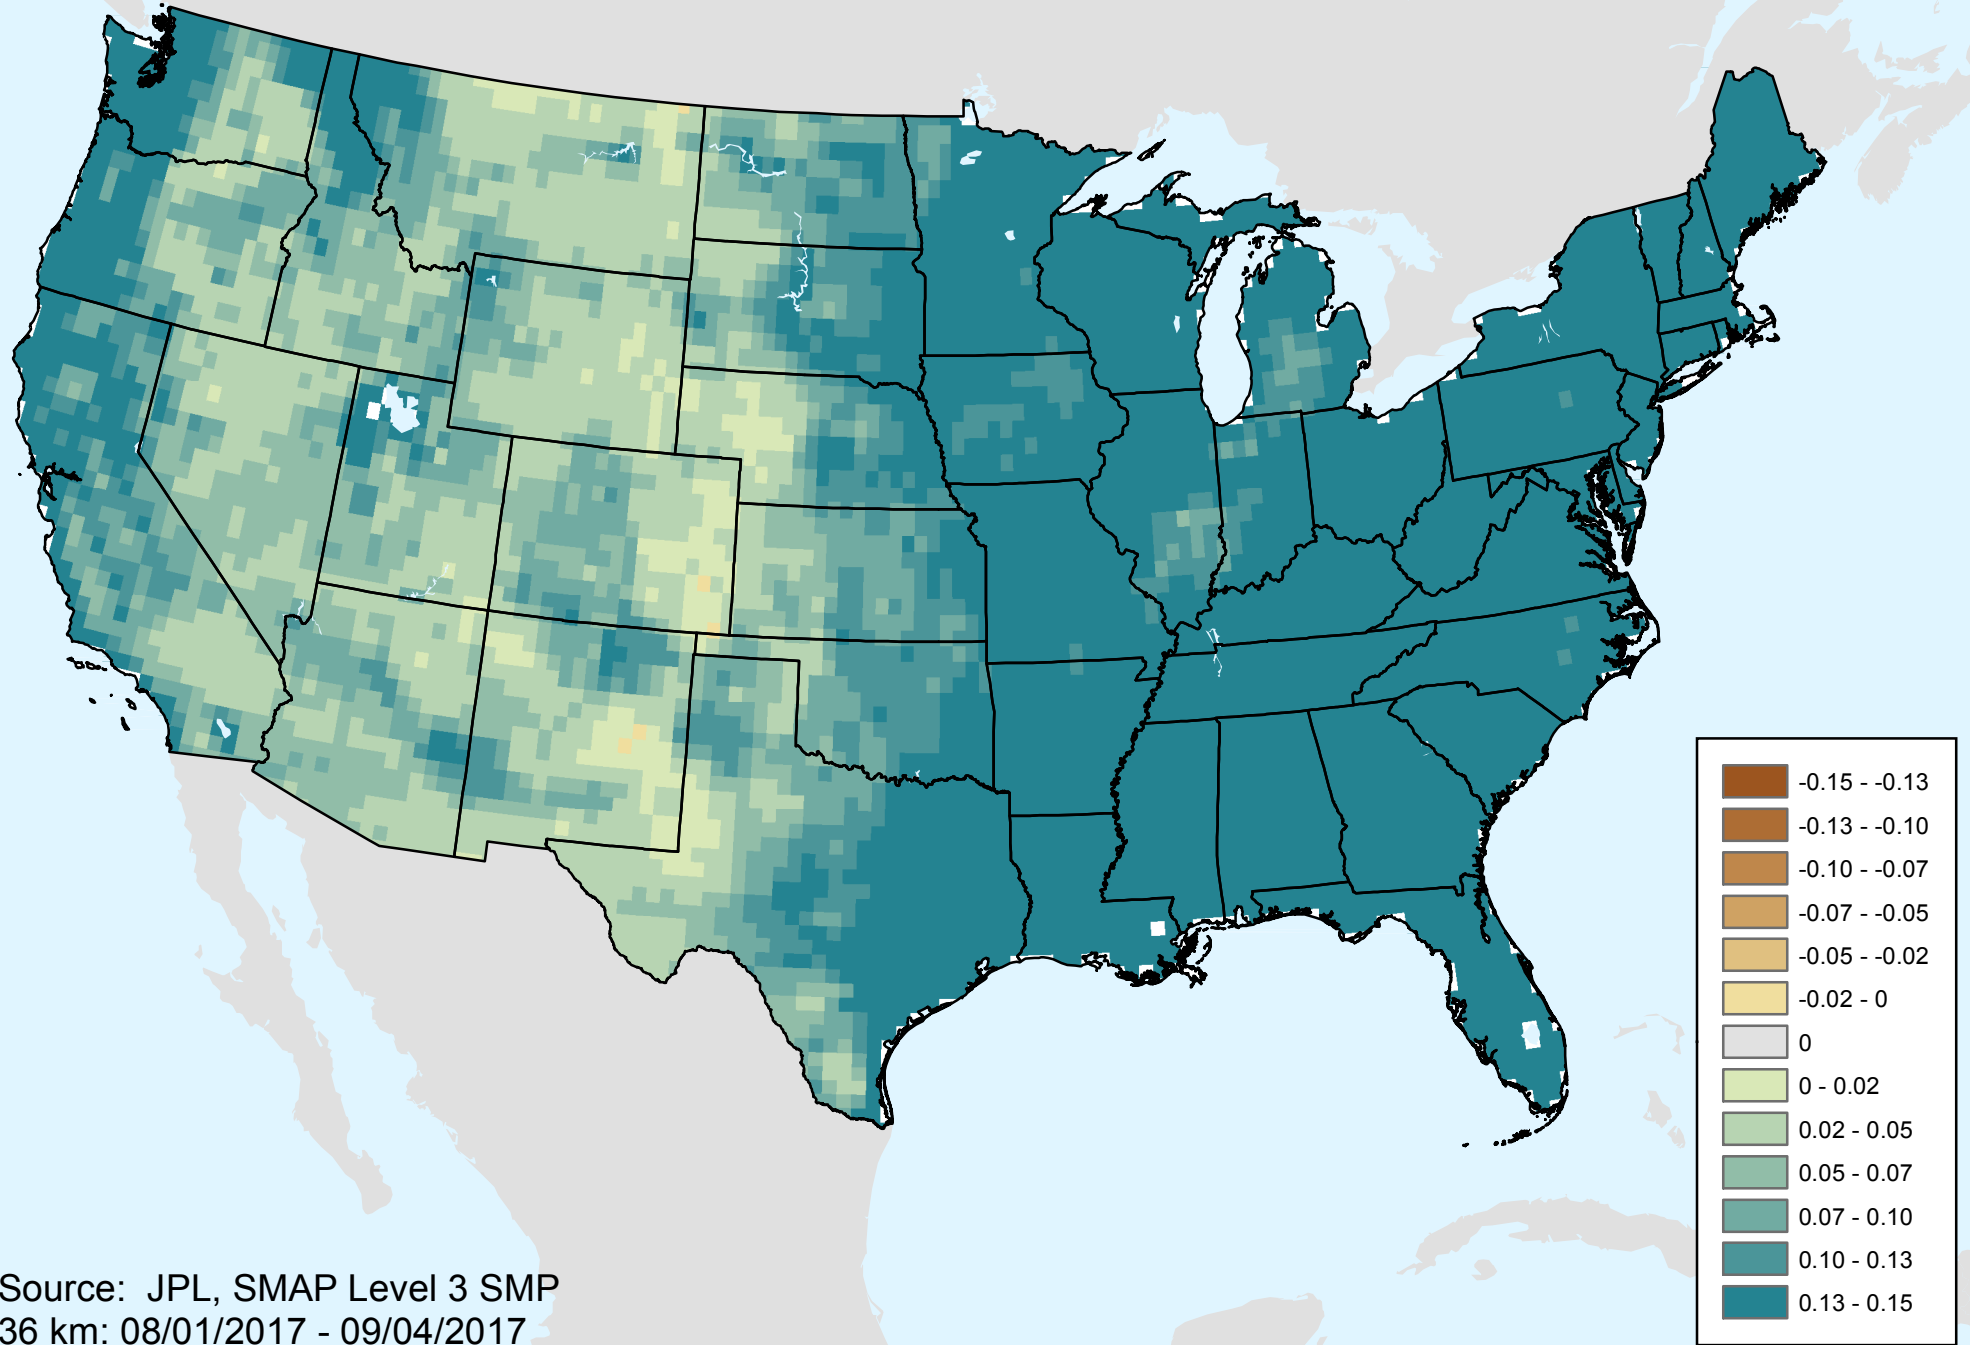 -0.15 - -0.13
-0.13 - -0.10
-0.10 - -0.07
-0.07 - -0.05
-0.05 - -0.02
-0.02 - 0
0
0 - 0.02
0.02 - 0.05
0.05 - 0.07
0.07 - 0.10
0.10 - 0.13
0.13 - 0.15
Source:  JPL, SMAP Level 3 SMP
36 km: 08/01/2017 - 09/04/2017